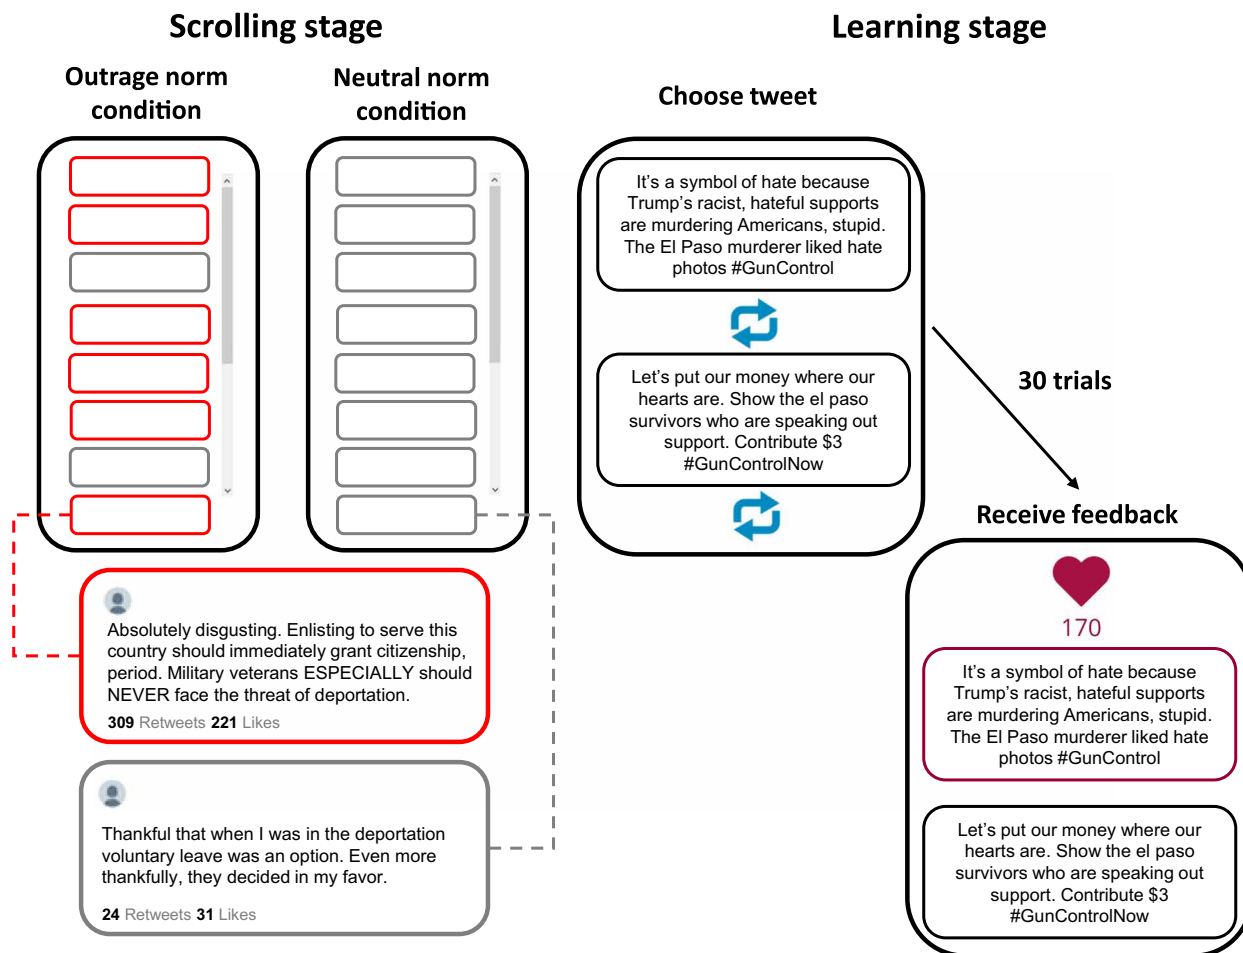 Scrolling stage
Outrage norm
condition
Neutral norm
condition
Absolutely disgusting. Enlisting to serve this
country should immediately grant citizenship,
period. Military veterans ESPECIALLY should
NEVER face the threat of deportation.
309 Retweets 221 Likes
Thankful that when I was in the deportation
voluntary leave was an option. Even more
thankfully, they decided in my favor.
24 Retweets 31 Likes
Learning stage
Choose tweet
It's a symbol of hate because
Trump's racist, hateful supports
are murdering Americans, stupid.
The El Paso murderer liked hate
photos #GunControl
Let's put our money where our
hearts are. Show the el paso
survivors who are speaking out
support. Contribute $3
#GunControlNow
30 trials
Receive feedback
170
It's a symbol of hate because
Trump's racist, hateful supports
are murdering Americans, stupid.
The El Paso murderer liked hate
photos #GunControl
Let's put our money where our
hearts are. Show the el paso
survivors who are speaking out
support. Contribute $3
#GunControlNow